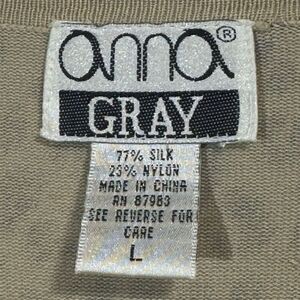 anna®
GRAY
77% SILK
23% NYLON
MADE IN CHINA
RN 87983
SEE REVERSE FOR
CARE
L